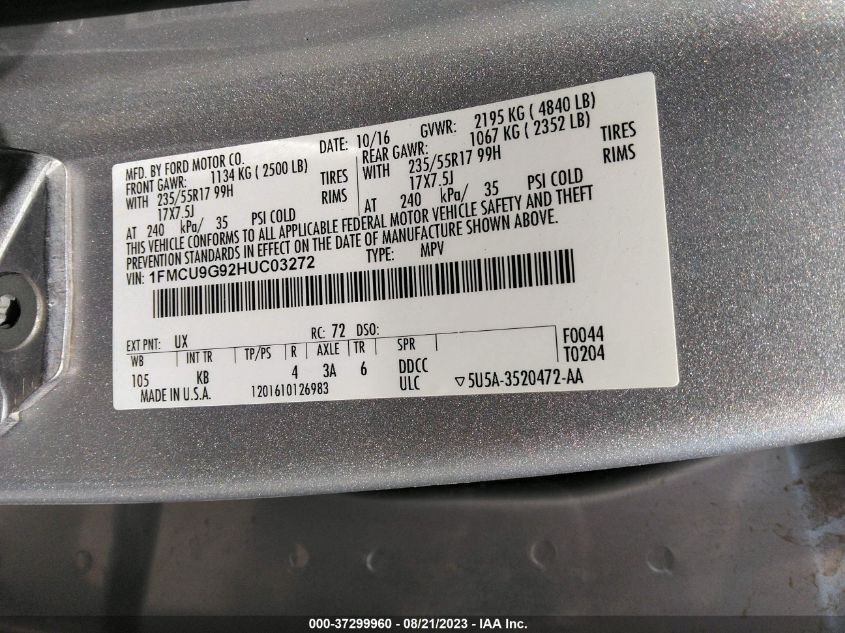 MFD. BY FORD MOTOR CO.
DATE: 10/16 GVWR: 2195 KG ( 4840 LB)
FRONT GAWR: 1134 KG ( 2500 LB)
WITH 235/55R17 99H TIRES
17X7.5J RIMS
AT 240 kPa/ 35 PSI COLD
REAR GAWR: 1067 KG ( 2352 LB)
WITH 235/55R17 99H TIRES
17X7.5J RIMS
AT 240 kPa/ 35 PSI COLD
THIS VEHICLE CONFORMS TO ALL APPLICABLE FEDERAL MOTOR VEHICLE SAFETY AND THEFT
PREVENTION STANDARDS IN EFFECT ON THE DATE OF MANUFACTURE SHOWN ABOVE.
VIN: 1FMCU9G92HUC03272 TYPE: MPV
EXT PNT: UX RC: 72 DSO: F0044
WB INT TR TP/PS R AXLE TR SPR T0204
105 KB 4 3A 6 DDCC
MADE IN U.S.A. 1201610126983 ULC ▽5U5A-3520472-AA
000-37299960 - 08/21/2023 - IAA Inc.